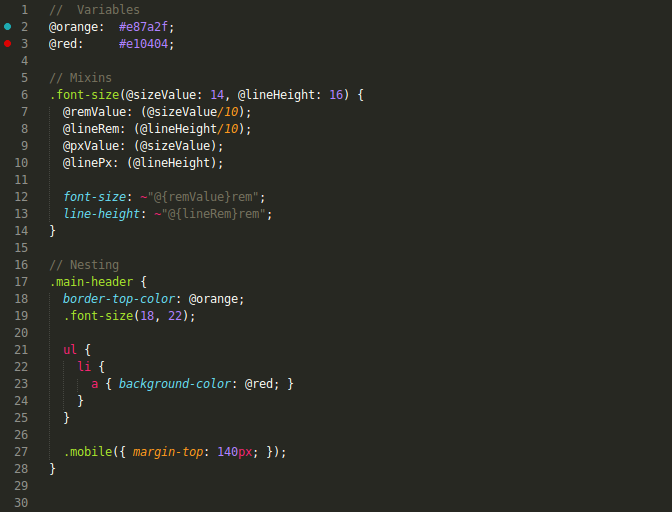 1 //  Variables
2 @orange:  #e87a2f;
3 @red:     #e10404;
4
5 // Mixins
6 .font-size(@sizeValue: 14, @lineHeight: 16) {
7   @remValue: (@sizeValue/10);
8   @lineRem: (@lineHeight/10);
9   @pxValue: (@sizeValue);
10   @linePx: (@lineHeight);
11
12   font-size: ~"@{remValue}rem";
13   line-height: ~"@{lineRem}rem";
14 }
15
16 // Nesting
17 .main-header {
18   border-top-color: @orange;
19   .font-size(18, 22);
20
21   ul {
22     li {
23       a { background-color: @red; }
24     }
25   }
26
27   .mobile({ margin-top: 140px; });
28 }
29
30